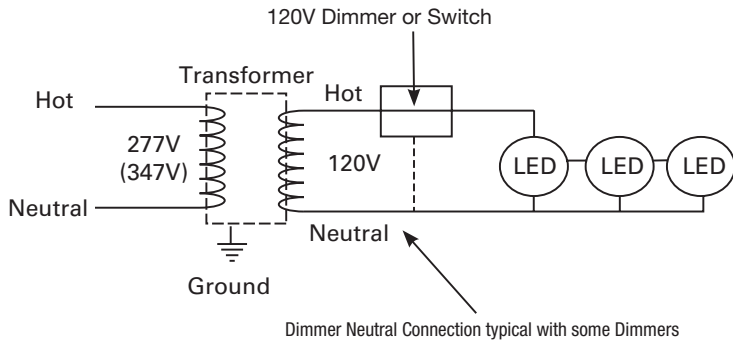 120V Dimmer or Switch
Transformer
Hot
Hot
277V
(347V)
120V
LED
LED
LED
Neutral
Neutral
Ground
Dimmer Neutral Connection typical with some Dimmers